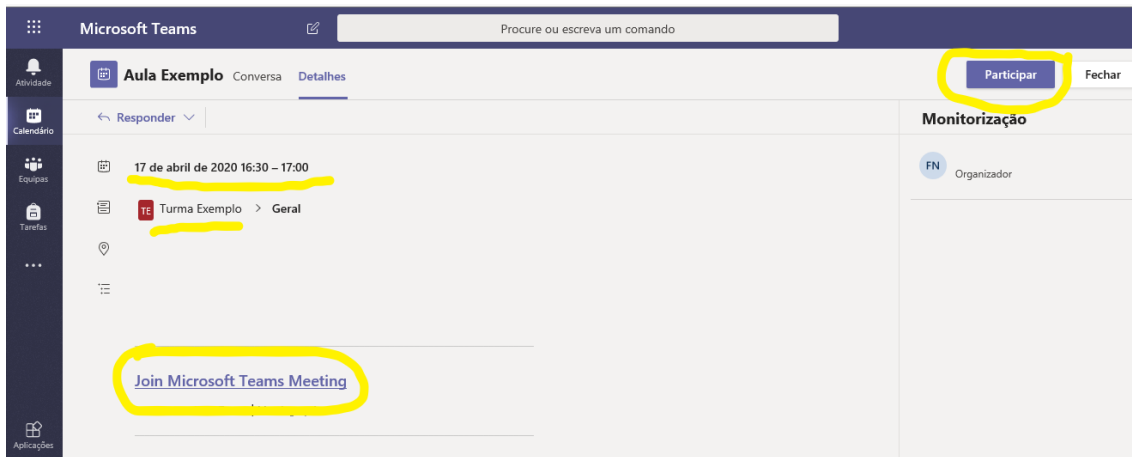 Microsoft Teams
Procure ou escreva um comando
Atividade
Calendário
Equipas
Tarefas
Aplicações
Aula Exemplo Conversa Detalhes
Participar Fechar
Responder
17 de abril de 2020 16:30 – 17:00
TE Turma Exemplo > Geral
Join Microsoft Teams Meeting
Monitorização
FN
Organizador